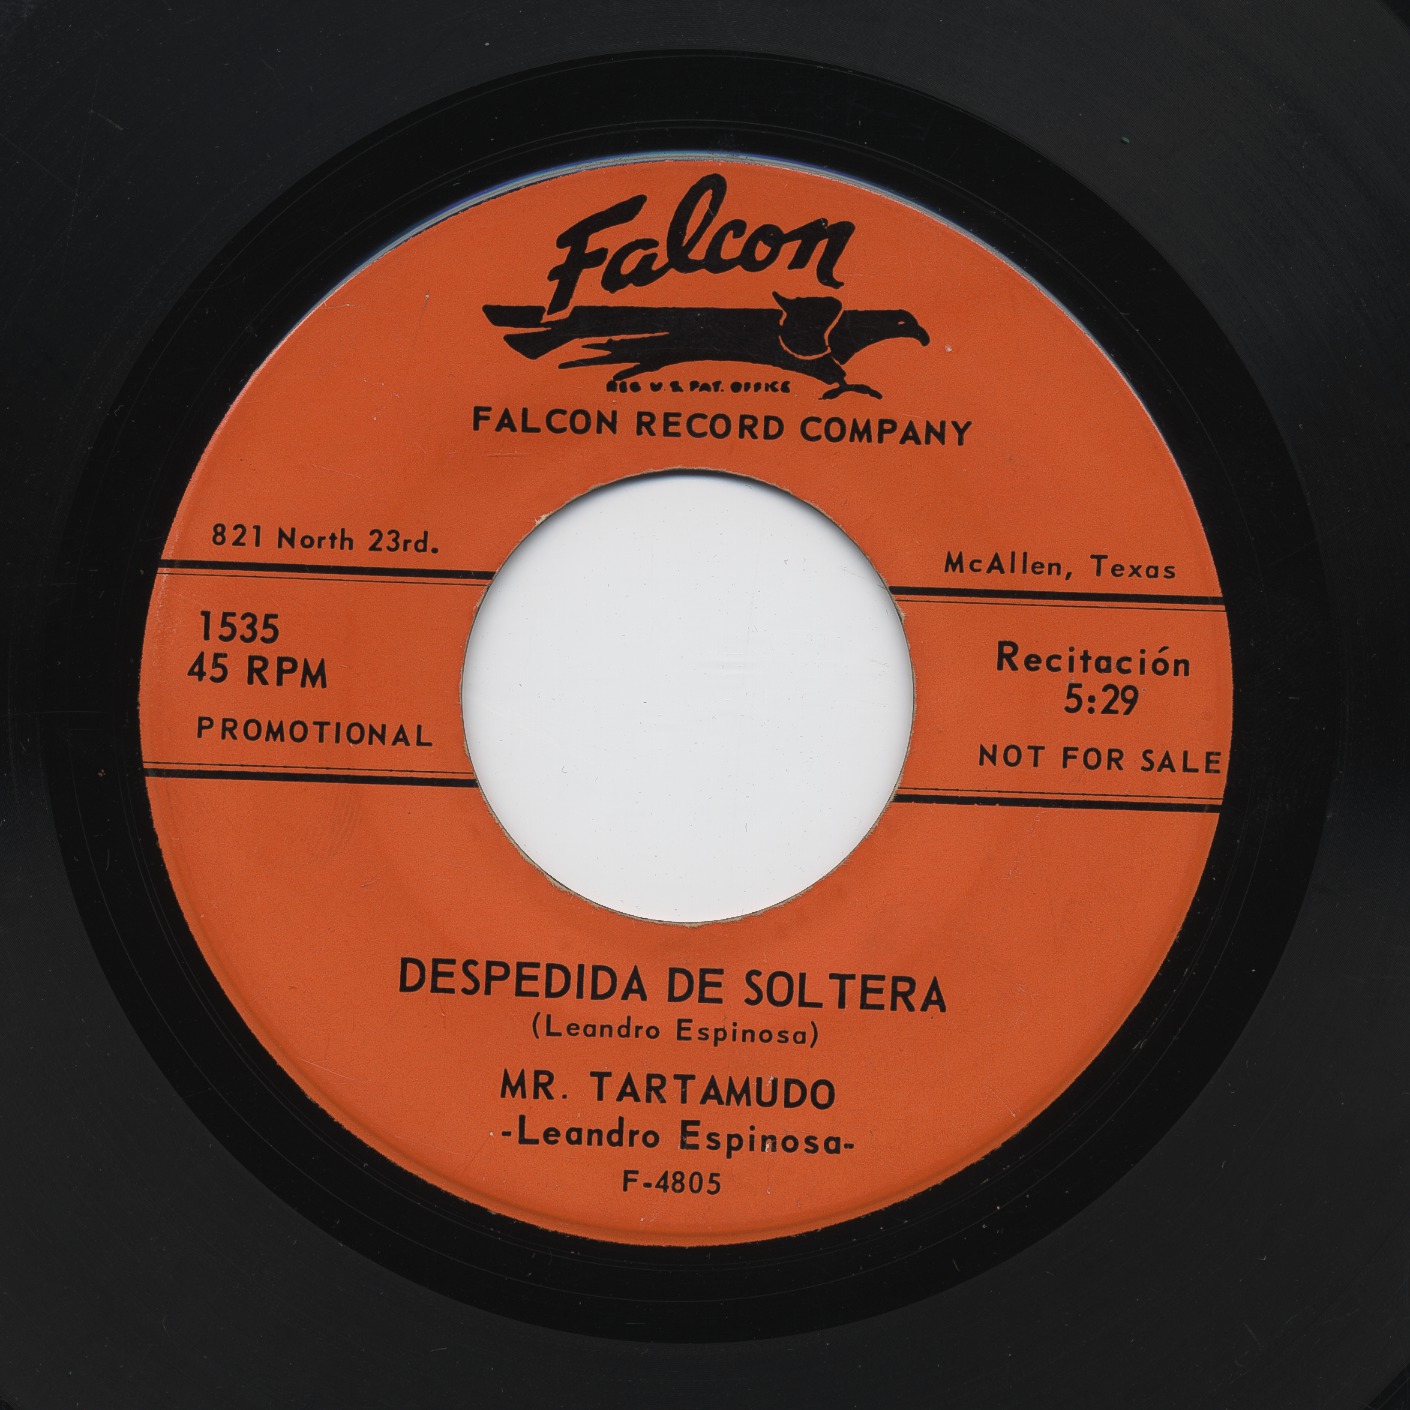 Falcon
REG U.S. PAT. OFFICE
FALCON RECORD COMPANY
821 North 23rd.
McAllen, Texas
1535
45 RPM
PROMOTIONAL
Recitación
5:29
NOT FOR SALE
DESPEDIDA DE SOLTERA
(Leandro Espinosa)
MR. TARTAMUDO
-Leandro Espinosa-
F-4805